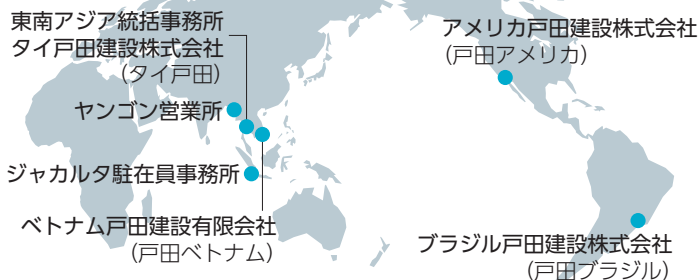 東南アジア統括事務所
タイ戸田建設株式会社
（タイ戸田）
ヤンゴン営業所
ジャカルタ駐在員事務所
ベトナム戸田建設有限会社
（戸田ベトナム）
アメリカ戸田建設株式会社
（戸田アメリカ）
ブラジル戸田建設株式会社
（戸田ブラジル）